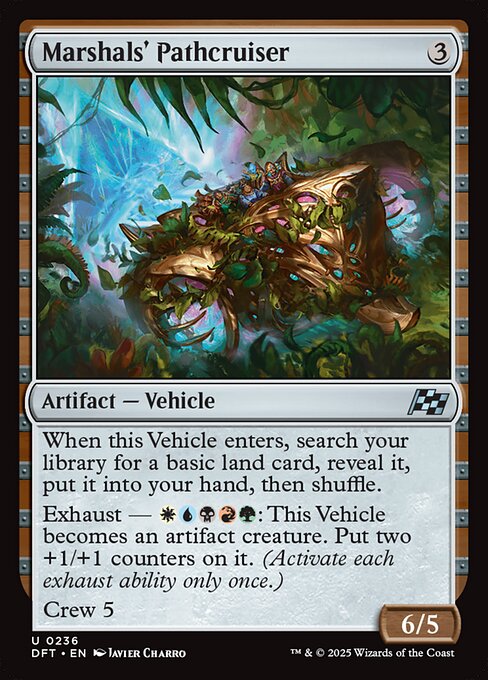 Marshals' Pathcruiser 3
Artifact — Vehicle
When this Vehicle enters, search your
library for a basic land card, reveal it,
put it into your hand, then shuffle.
Exhaust — : This Vehicle
becomes an artifact creature. Put two
+1/+1 counters on it. (Activate each
exhaust ability only once.)
Crew 5
6/5
U 0236
DFT • EN Javier Charro
™ & © 2025 Wizards of the Coast